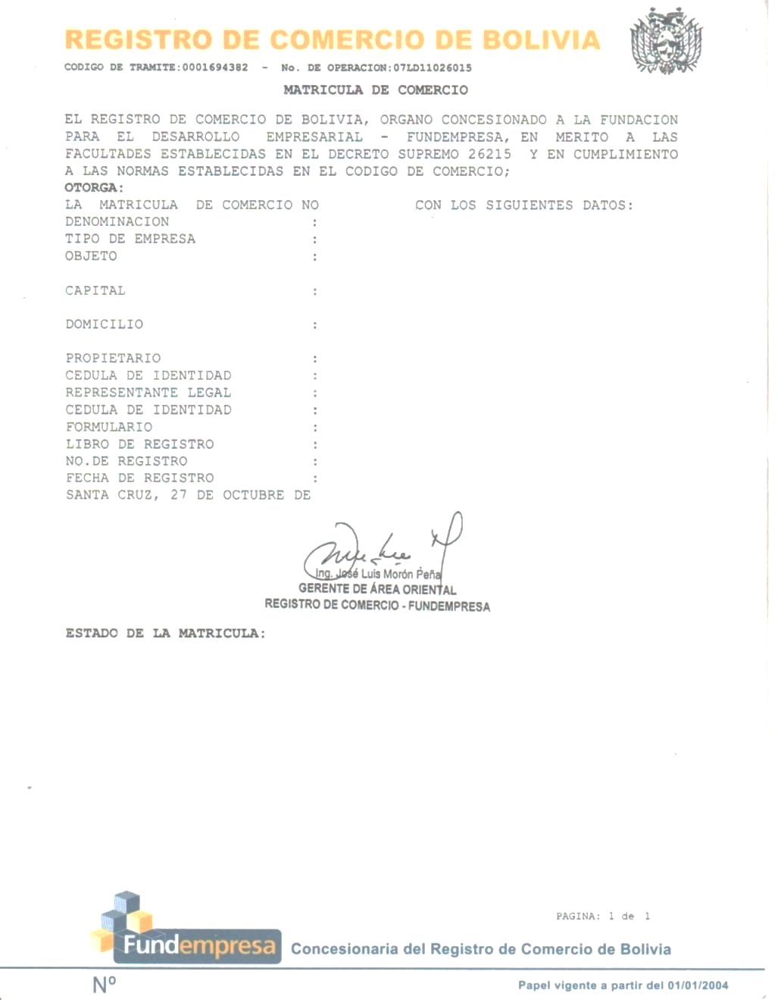 REGISTRO DE COMERCIO DE BOLIVIA
CODIGO DE TRAMITE:0001694382 - No. DE OPERACION:07LD11026015
MATRICULA DE COMERCIO
EL REGISTRO DE COMERCIO DE BOLIVIA, ORGANO CONCESIONADO A LA FUNDACION
PARA EL DESARROLLO EMPRESARIAL - FUNDEMPRESA, EN MERITO A LAS
FACULTADES ESTABLECIDAS EN EL DECRETO SUPREMO 26215 Y EN CUMPLIMIENTO
A LAS NORMAS ESTABLECIDAS EN EL CODIGO DE COMERCIO;
OTORGA:
LA MATRICULA DE COMERCIO NO CON LOS SIGUIENTES DATOS:
DENOMINACION :
TIPO DE EMPRESA :
OBJETO :
CAPITAL :
DOMICILIO :
PROPIETARIO :
CEDULA DE IDENTIDAD :
REPRESENTANTE LEGAL :
CEDULA DE IDENTIDAD :
FORMULARIO :
LIBRO DE REGISTRO :
NO.DE REGISTRO :
FECHA DE REGISTRO :
SANTA CRUZ, 27 DE OCTUBRE DE
Ing. José Luis Morón Peña
GERENTE DE ÁREA ORIENTAL
REGISTRO DE COMERCIO - FUNDEMPRESA
ESTADO DE LA MATRICULA:
PAGINA: 1 de 1
Fundempresa Concesionaria del Registro de Comercio de Bolivia
Nº
Papel vigente a partir del 01/01/2004